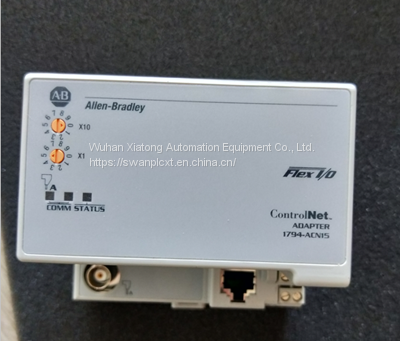 AB
Allen-Bradley
X10
X1
Wuhan Xiatong Automation Equipment Co., Ltd.
https://swanplcxt.en.china.cn/
Flex I/O
A
COMM STATUS
ControlNet™
ADAPTER
1794-ACN15